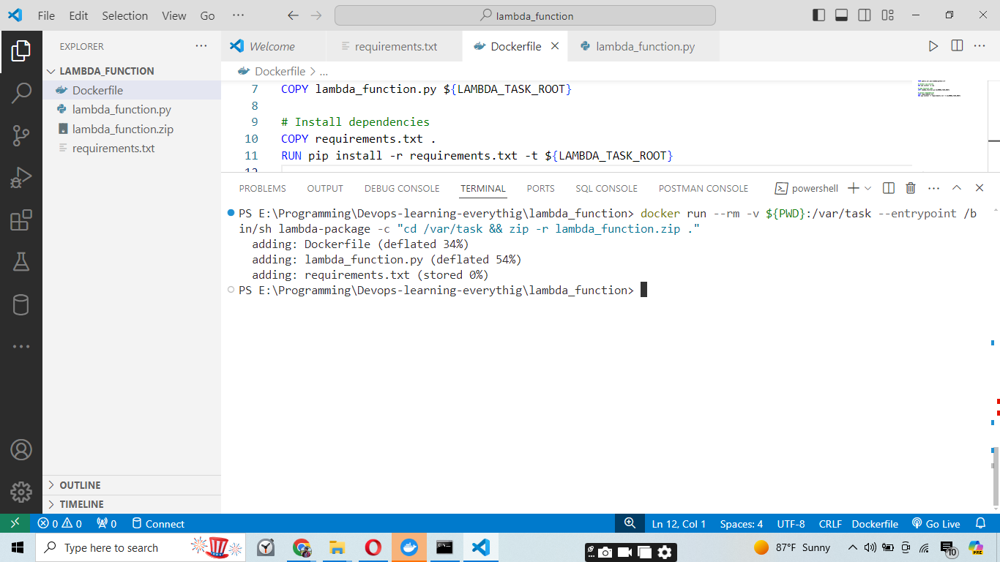 File Edit Selection View Go ··· lambda_function
EXPLORER ···
LAMBDA_FUNCTION
Dockerfile
lambda_function.py
lambda_function.zip
requirements.txt
OUTLINE
TIMELINE
Welcome requirements.txt Dockerfile lambda_function.py
Dockerfile > ...
7 COPY lambda_function.py ${LAMBDA_TASK_ROOT}
8
9 # Install dependencies
10 COPY requirements.txt .
11 RUN pip install -r requirements.txt -t ${LAMBDA_TASK_ROOT}
12
PROBLEMS OUTPUT DEBUG CONSOLE TERMINAL PORTS SQL CONSOLE POSTMAN CONSOLE powershell
PS E:\Programming\Devops-learning-everythig\lambda_function> docker run --rm -v ${PWD}:/var/task --entrypoint /b
in/sh lambda-package -c "cd /var/task && zip -r lambda_function.zip ."
adding: Dockerfile (deflated 34%)
adding: lambda_function.py (deflated 54%)
adding: requirements.txt (stored 0%)
PS E:\Programming\Devops-learning-everythig\lambda_function>
0 0 0 Connect Ln 12, Col 1 Spaces: 4 UTF-8 CRLF Dockerfile Go Live
Type here to search 87°F Sunny 10 PRE